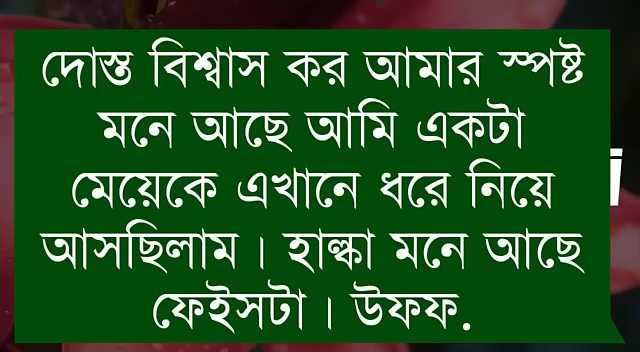 দোস্ত বিশ্বাস কর আমার স্পষ্ট
মনে আছে আমি একটা
মেয়েকে এখানে ধরে নিয়ে
আসছিলাম। হাল্কা মনে আছে
ফেইসটা। উফফ.